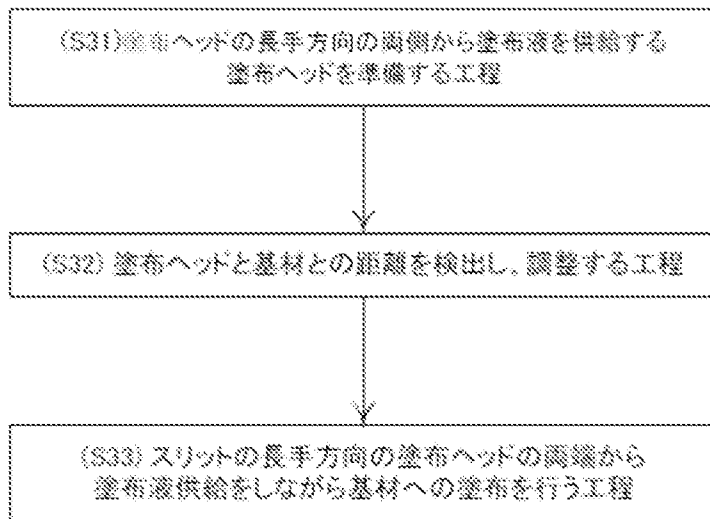 (S31)塗布ヘッドの長手方向の両側から塗布液を供給する
塗布ヘッドを準備する工程
(S32) 塗布ヘッドと基材との距離を検出し、調整する工程
(S33) スリットの長手方向の塗布ヘッドの両端から
塗布液供給をしながら基材への塗布を行う工程